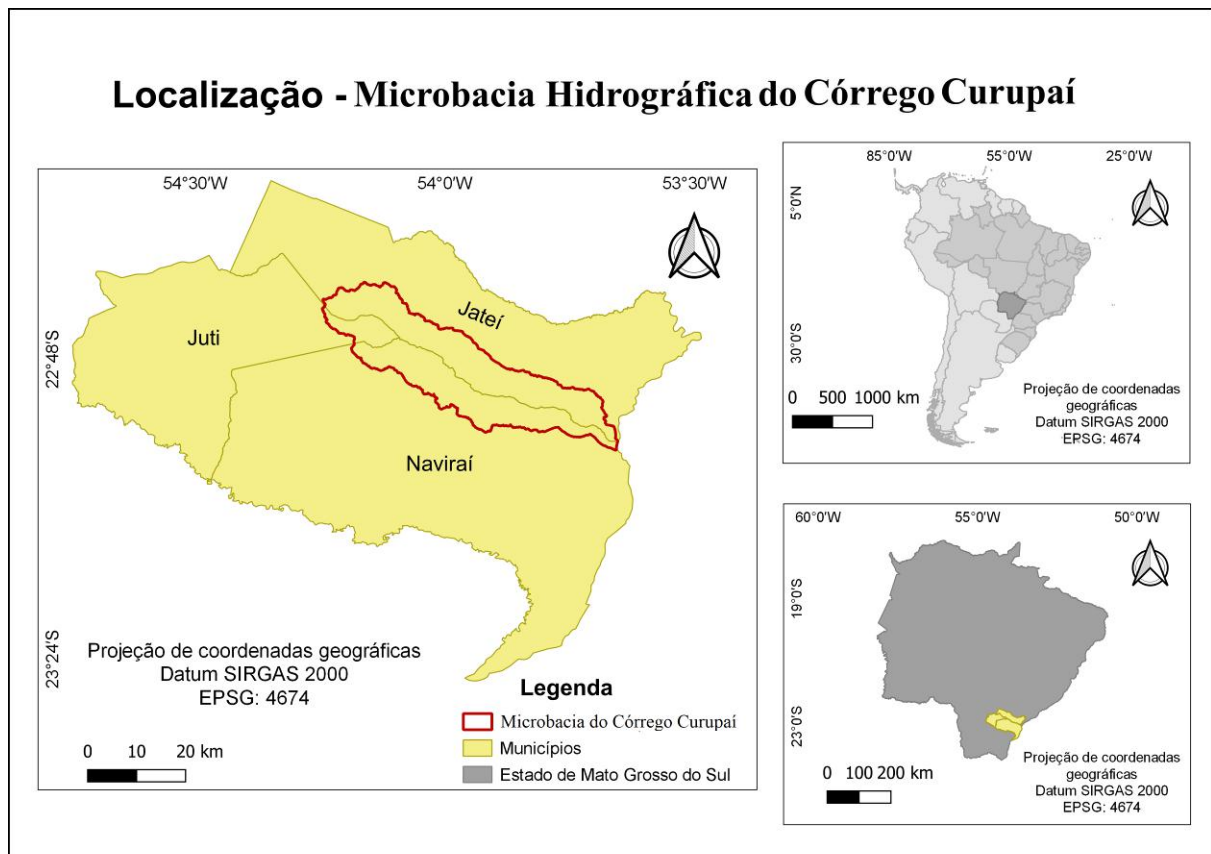 Localização - Microbacia Hidrográfica do Córrego Curupaí
54°30'W 54°0'W 53°30'W
22°48'S
23°24'S
Juti
Jateí
Naviraí
Projeção de coordenadas geográficas
Datum SIRGAS 2000
EPSG: 4674
0 10 20 km
Legenda
Microbacia do Córrego Curupaí
Municípios
Estado de Mato Grosso do Sul
85°0'W 55°0'W 25°0'W
5°0'N
30°0'S
0 500 1000 km
Projeção de coordenadas
geográficas
Datum SIRGAS 2000
EPSG: 4674
60°0'W 55°0'W 50°0'W
19°0'S
23°0'S
0 100 200 km
Projeção de coordenadas
geográficas
Datum SIRGAS 2000
EPSG: 4674